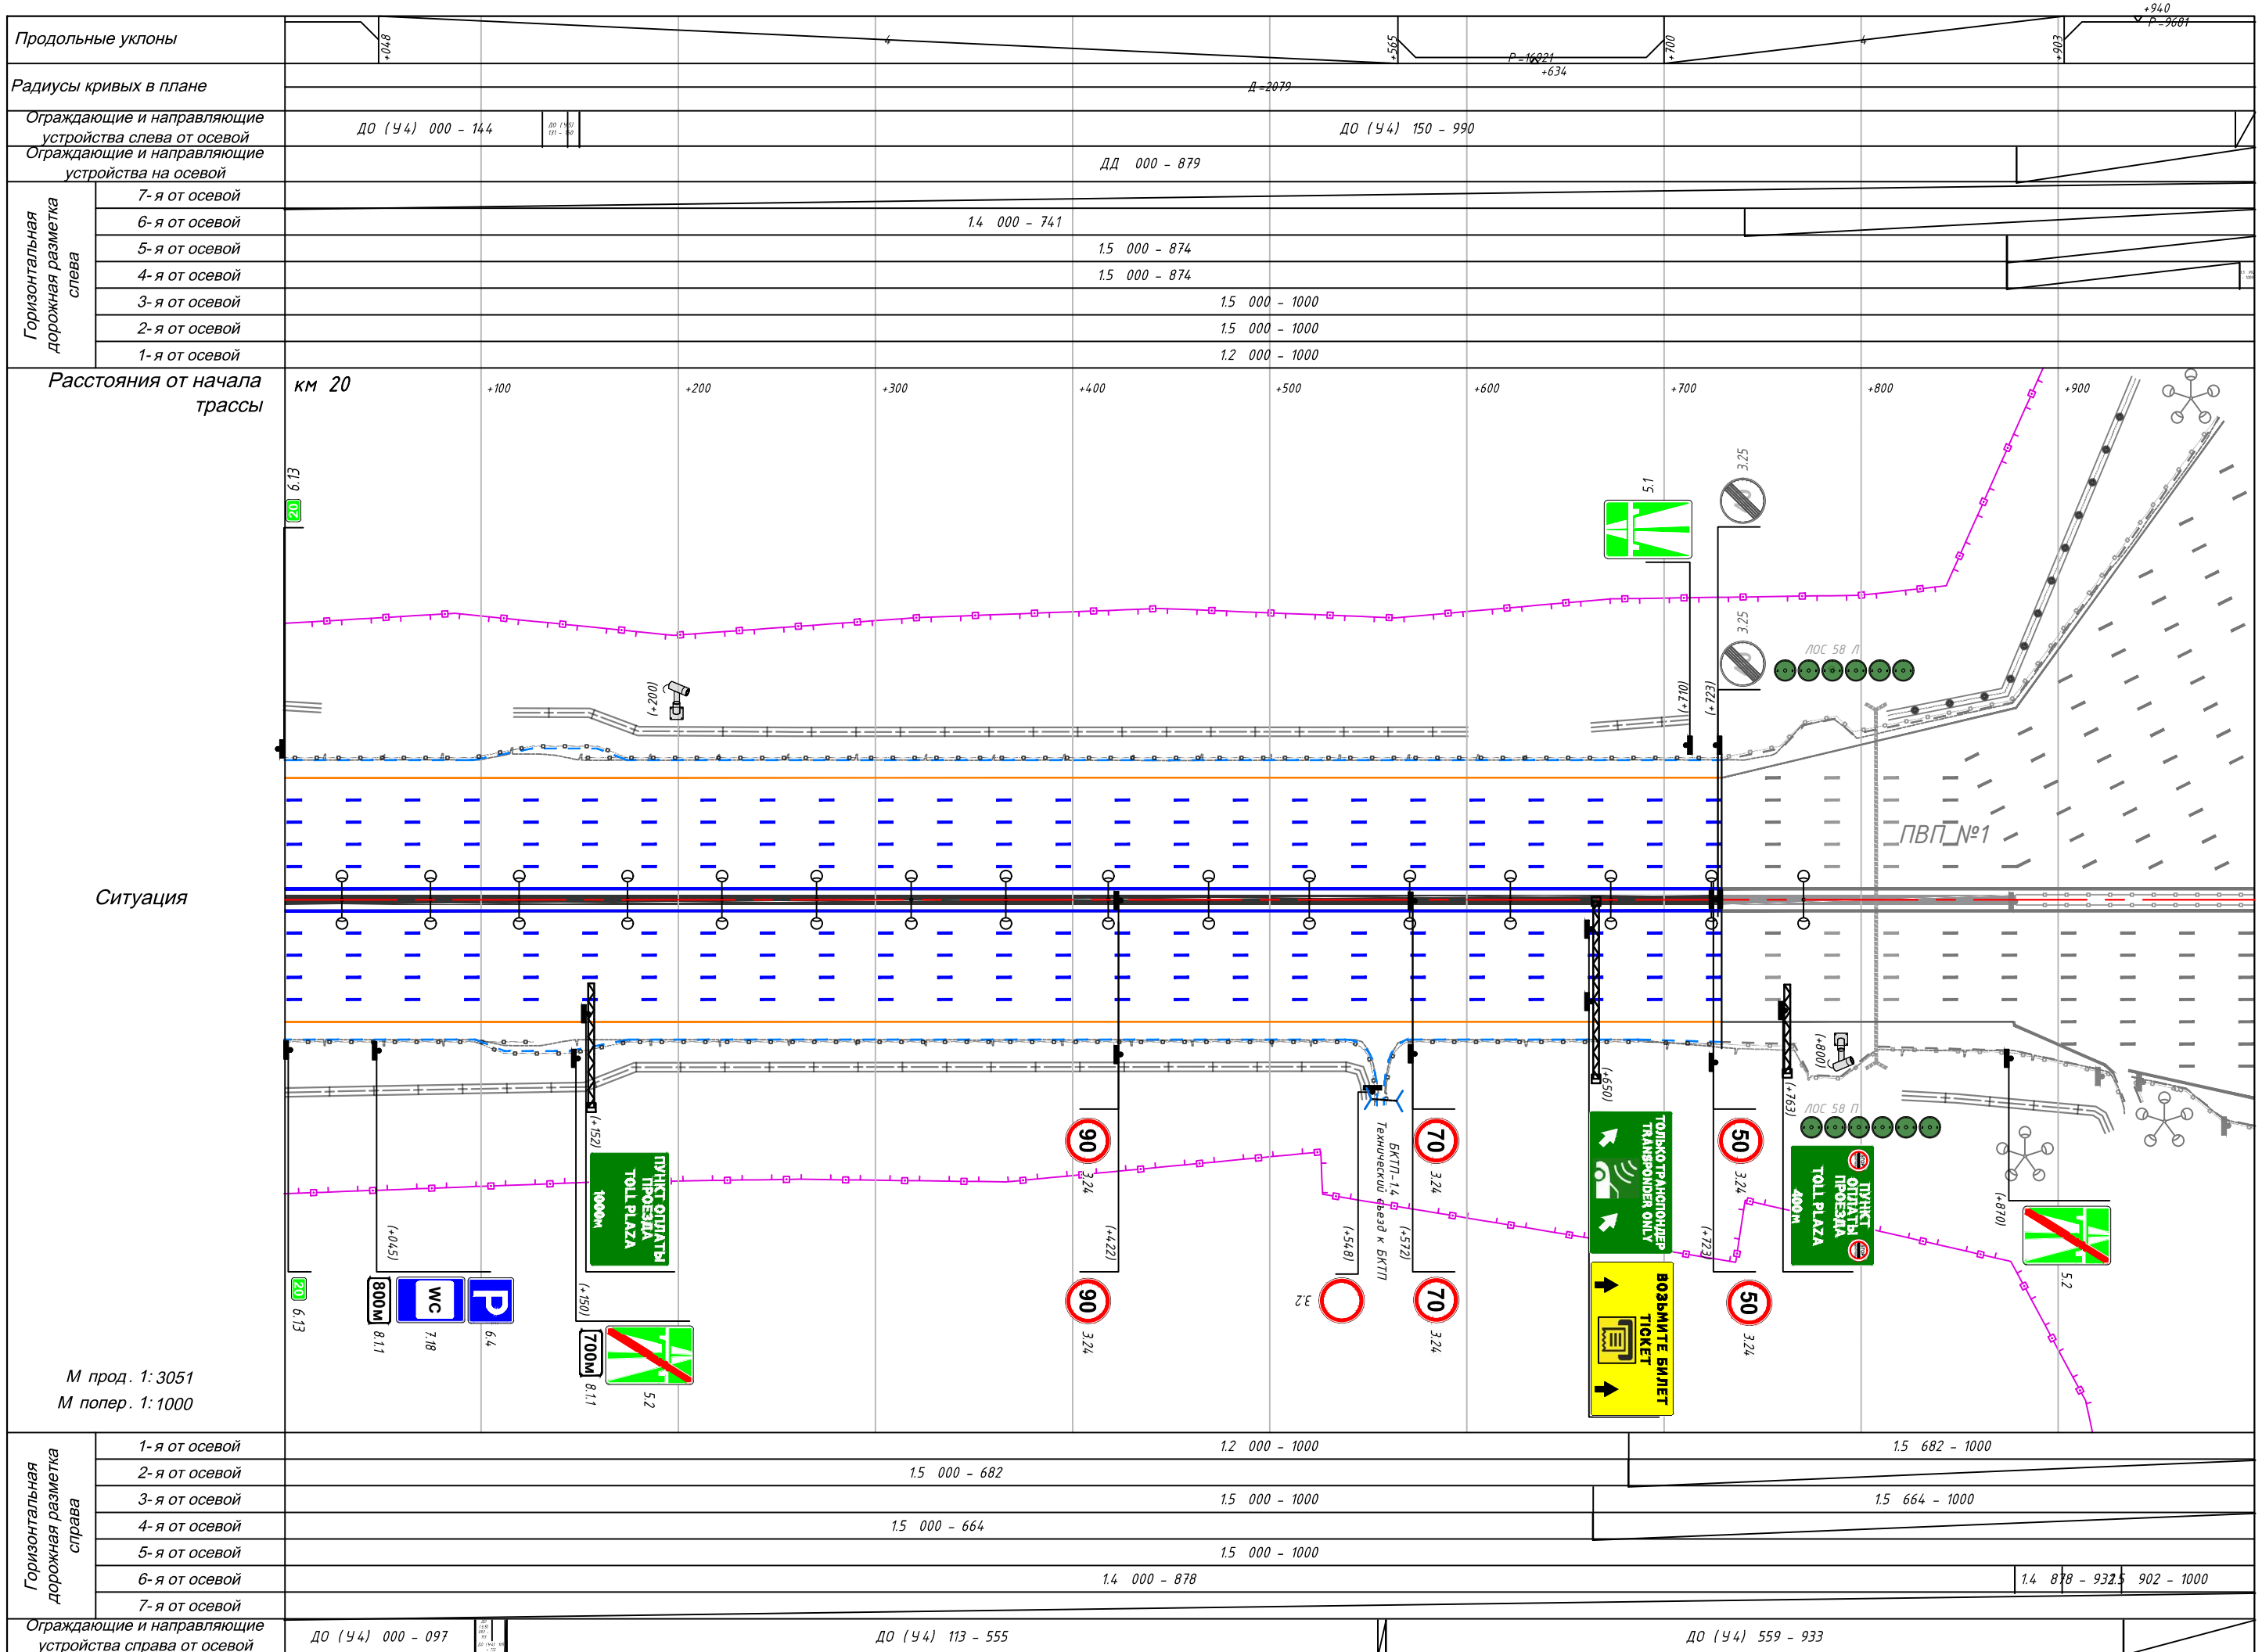 +940
Продольные уклоны
+048
4
+565
Р=16021
+634
+700
4
+903
Р=9681
Радиусы кривых в плане
Д=2079
Ограждающие и направляющие
устройства слева от осевой
ДО (У4) 000 - 144
ДО (У4) 150 - 990
Ограждающие и направляющие
устройства на осевой
ДД 000 - 879
Горизонтальная
дорожная разметка
слева
7-я от осевой
6-я от осевой
1.4 000 - 741
5-я от осевой
1.5 000 - 874
4-я от осевой
1.5 000 - 874
3-я от осевой
1.5 000 - 1000
2-я от осевой
1.5 000 - 1000
1-я от осевой
1.2 000 - 1000
Расстояния от начала
трассы
км 20
+100
+200
+300
+400
+500
+600
+700
+800
+900
20
6.13
5.1
3.25
3.25
ЛОС 58 Л
(+200)
(+710)
(+723)
ПВП №1
Ситуация
(+152)
ПУНКТ ОПЛАТЫ
ПРОЕЗДА
TOLL PLAZA
1000м
(+045)
(+150)
20
6.13
800м
8.1.1
WC
7.18
P
6.4
700м
8.1.1
5.2
90
3.24
(+422)
90
3.24
(+548)
3.2
БКТП-1.4
Технический съезд к БКТП
(+572)
70
3.24
70
3.24
(+650)
ТОЛЬКО ТРАНСПОНДЕР
TRANSPONDER ONLY
ВОЗЬМИТЕ БИЛЕТ
TICKET
50
3.24
(+723)
50
3.24
(+763)
(+800)
ЛОС 58 П
ПУНКТ
ОПЛАТЫ
ПРОЕЗДА
TOLL PLAZA
400м
(+870)
5.2
М прод. 1:3051
М попер. 1:1000
Горизонтальная
дорожная разметка
справа
1-я от осевой
1.2 000 - 1000
1.5 682 - 1000
2-я от осевой
1.5 000 - 682
3-я от осевой
1.5 000 - 1000
1.5 664 - 1000
4-я от осевой
1.5 000 - 664
5-я от осевой
1.5 000 - 1000
6-я от осевой
1.4 000 - 878
1.4 878 - 932
1.5 902 - 1000
7-я от осевой
Ограждающие и направляющие
устройства справа от осевой
ДО (У4) 000 - 097
ДО (У4) 113 - 555
ДО (У4) 559 - 933